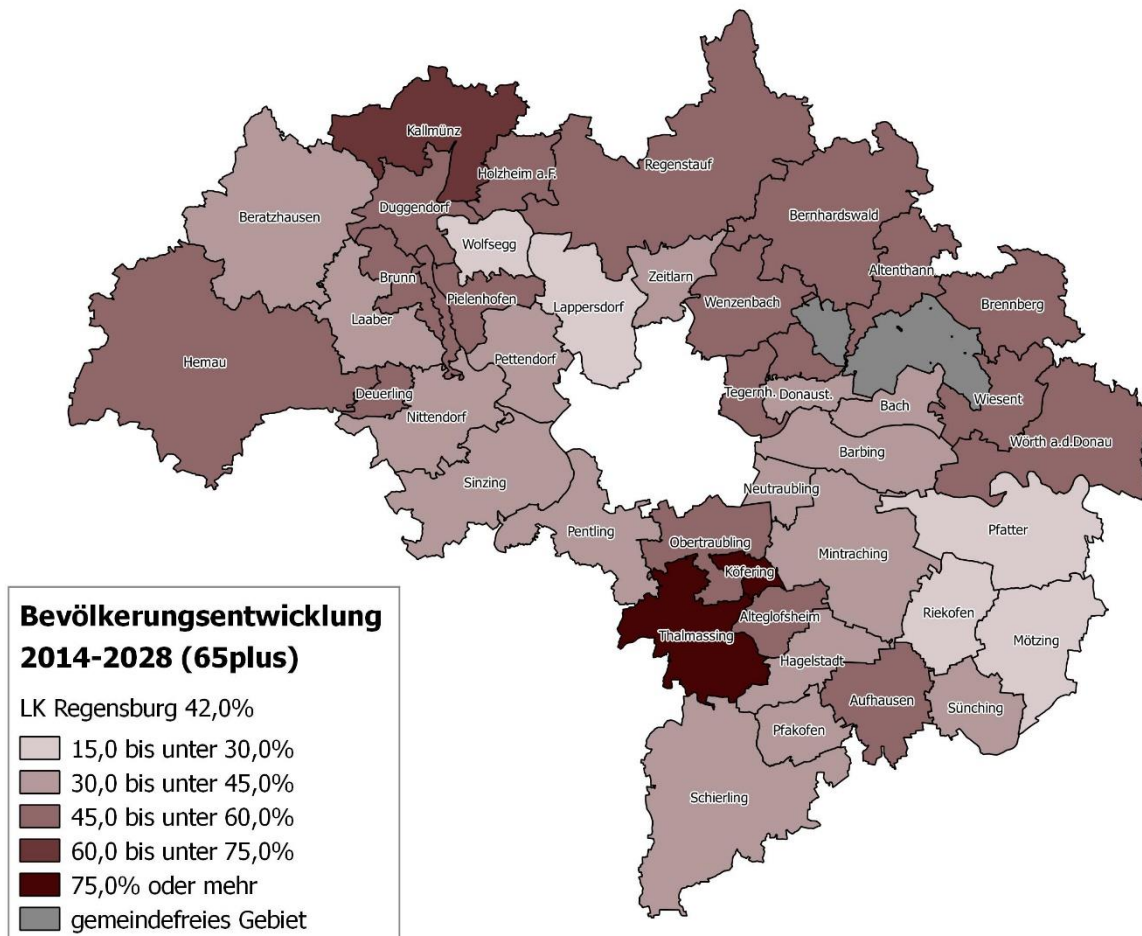 Kallmünz
Regenstauf
Holzheim a.F.
Beratzhausen
Duggendorf
Bernhardswald
Wolfsegg
Altenthann
Zeitlarn
Brunn
Pielenhofen
Lappersdorf
Wenzenbach
Brennberg
Laaber
Hemau
Pettendorf
Deuerling
Tegernh.
Donaust.
Bach
Wiesent
Nittendorf
Wörth a.d.Donau
Barbing
Sinzing
Neutraubling
Pentling
Pfatter
Obertraubling
Mintraching
Köfering
Riekofen
Alteglofsheim
Mötzing
Thalmassing
Hagelstadt
Aufhausen
Sünching
Pfakofen
Schierling
Bevölkerungsentwicklung
2014-2028 (65plus)
LK Regensburg 42,0%
15,0 bis unter 30,0%
30,0 bis unter 45,0%
45,0 bis unter 60,0%
60,0 bis unter 75,0%
75,0% oder mehr
gemeindefreies Gebiet